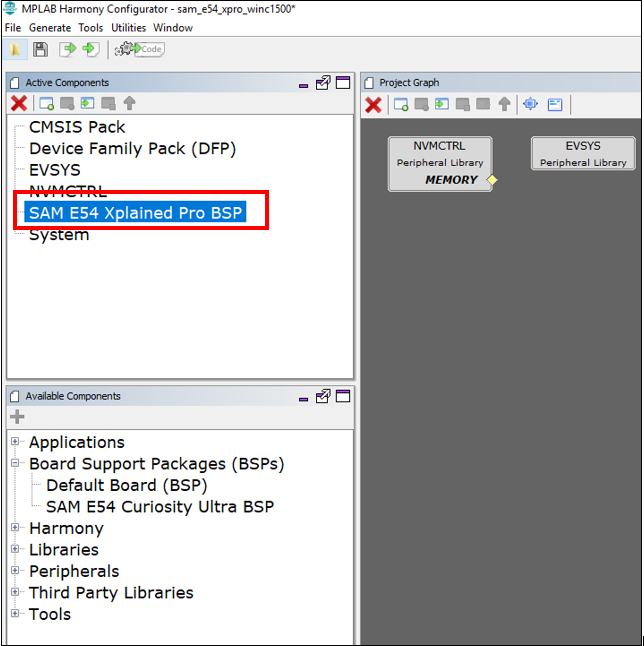 MPLAB Harmony Configurator - sam_e54_xpro_winc1500*
File Generate Tools Utilities Window
Code
Active Components
CMSIS Pack
Device Family Pack (DFP)
EVSYS
NVMCTRL
SAM E54 Xplained Pro BSP
System
Available Components
Applications
Board Support Packages (BSPs)
Default Board (BSP)
SAM E54 Curiosity Ultra BSP
Harmony
Libraries
Peripherals
Third Party Libraries
Tools
Project Graph
NVMCTRL
Peripheral Library
MEMORY
EVSYS
Peripheral Library